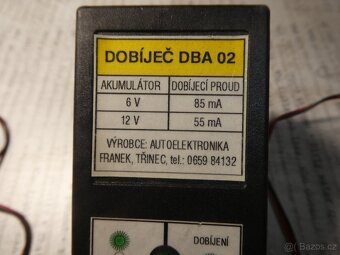 DOBÍJEČ DBA 02
AKUMULÁTOR DOBÍJECÍ PROUD
6 V 85 mA
12 V 55 mA
VÝROBCE: AUTOELEKTRONIKA
FRANEK, TŘINEC, tel.: 0659 84132
DOBÍJENÍ
Bazoš.cz